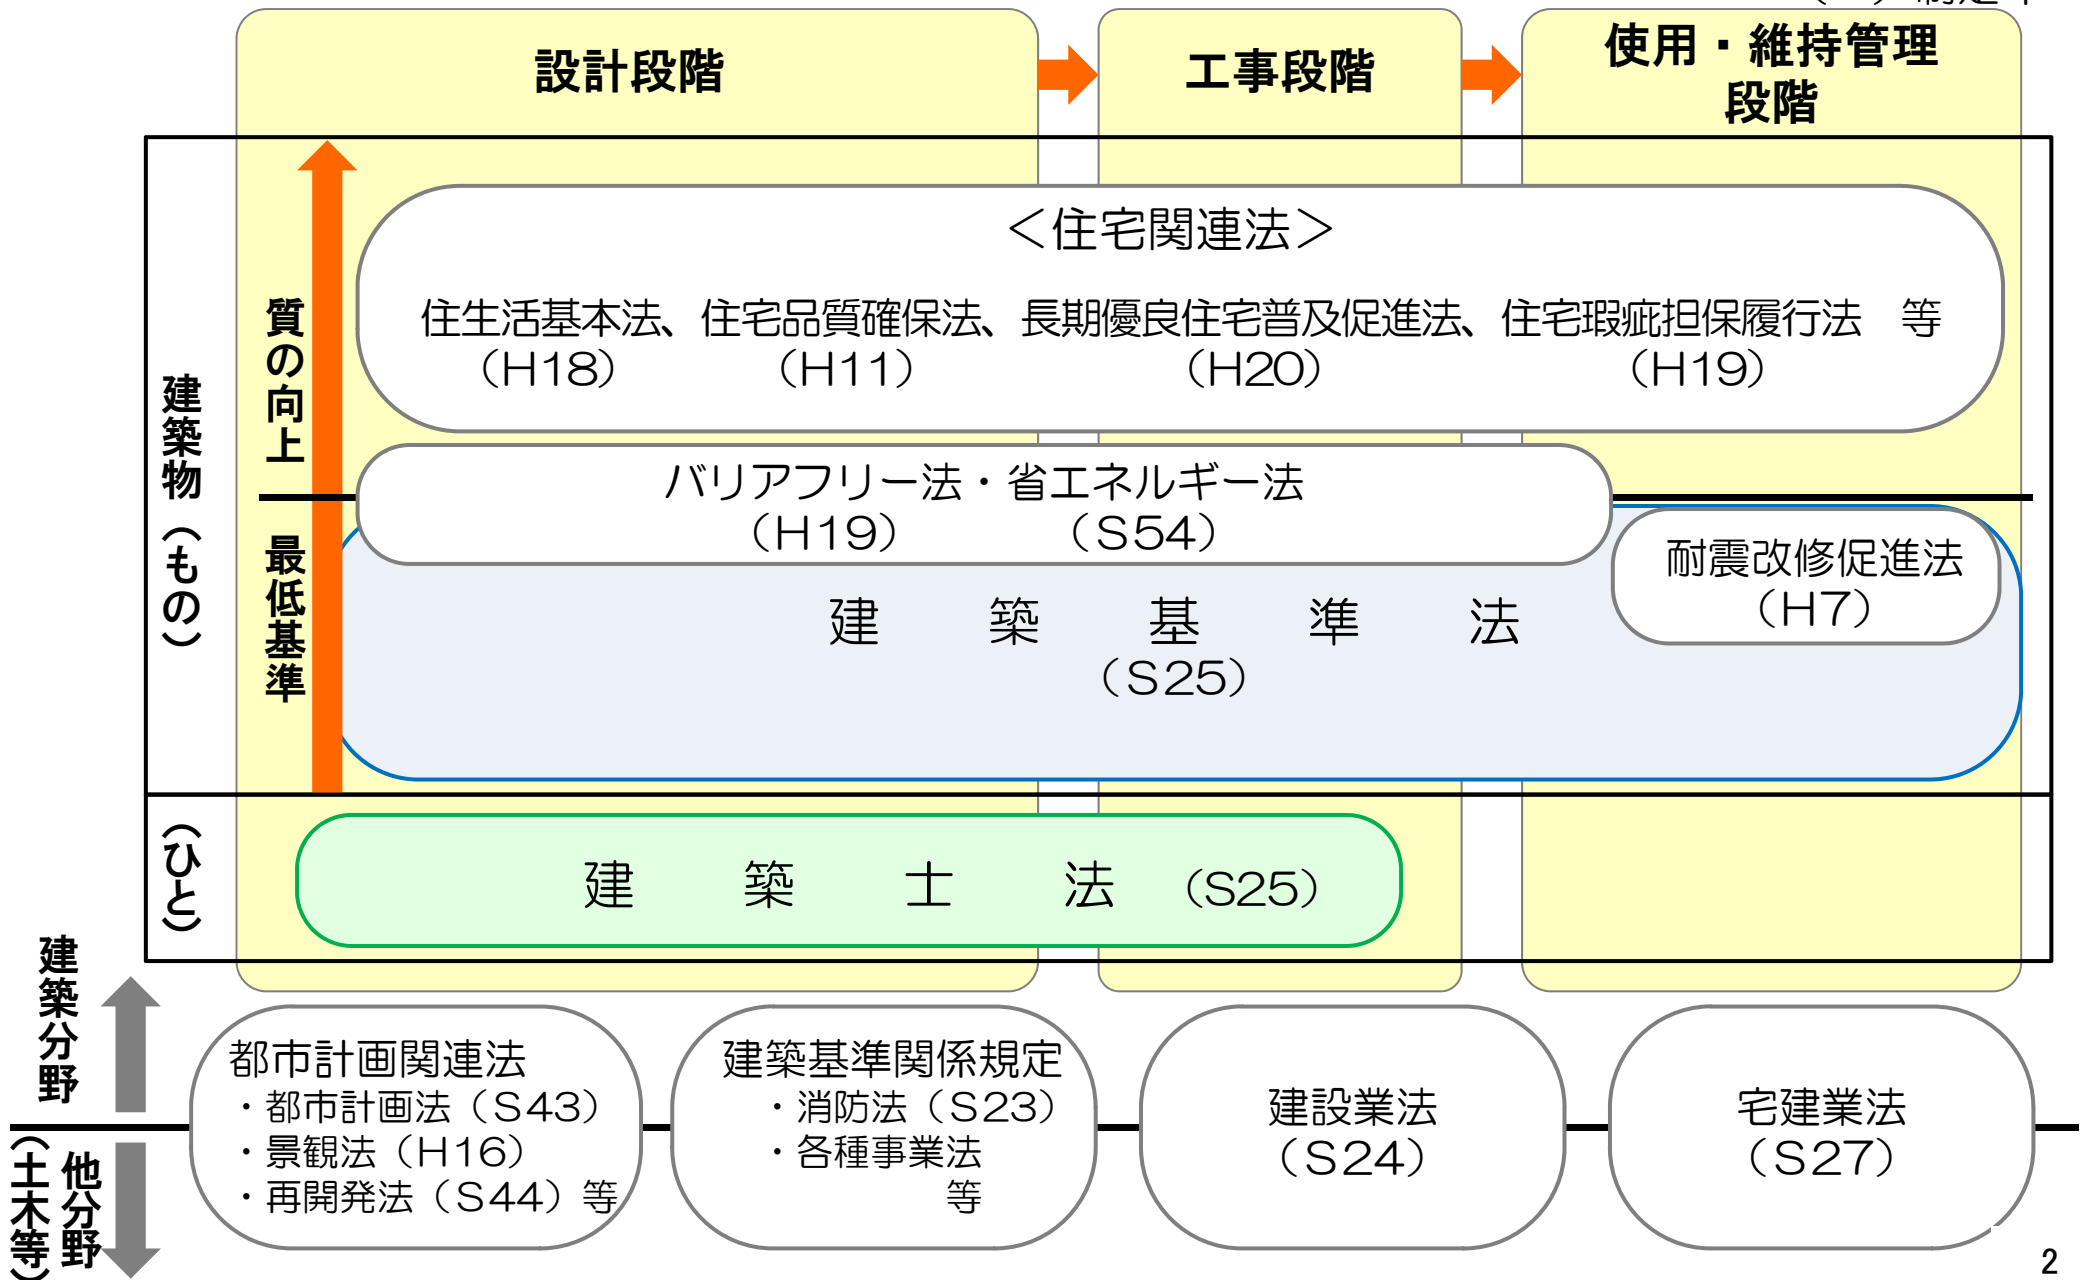 設計段階
工事段階
使用・維持管理
段階
建築物（もの）
質の向上
最低基準
＜住宅関連法＞
住生活基本法、住宅品質確保法、長期優良住宅普及促進法、住宅瑕疵担保履行法　等
（H18）　（H11）　（H20）　（H19）
バリアフリー法・省エネルギー法
（H19）　（S54）
耐震改修促進法
（H7）
建　築　基　準　法
（S25）
（ひと）
建　築　士　法　（S25）
建築分野
他分野
（土木等）
都市計画関連法
・都市計画法（S43）
・景観法（H16）
・再開発法（S44）等
建築基準関係規定
・消防法（S23）
・各種事業法
等
建設業法
（S24）
宅建業法
（S27）
2